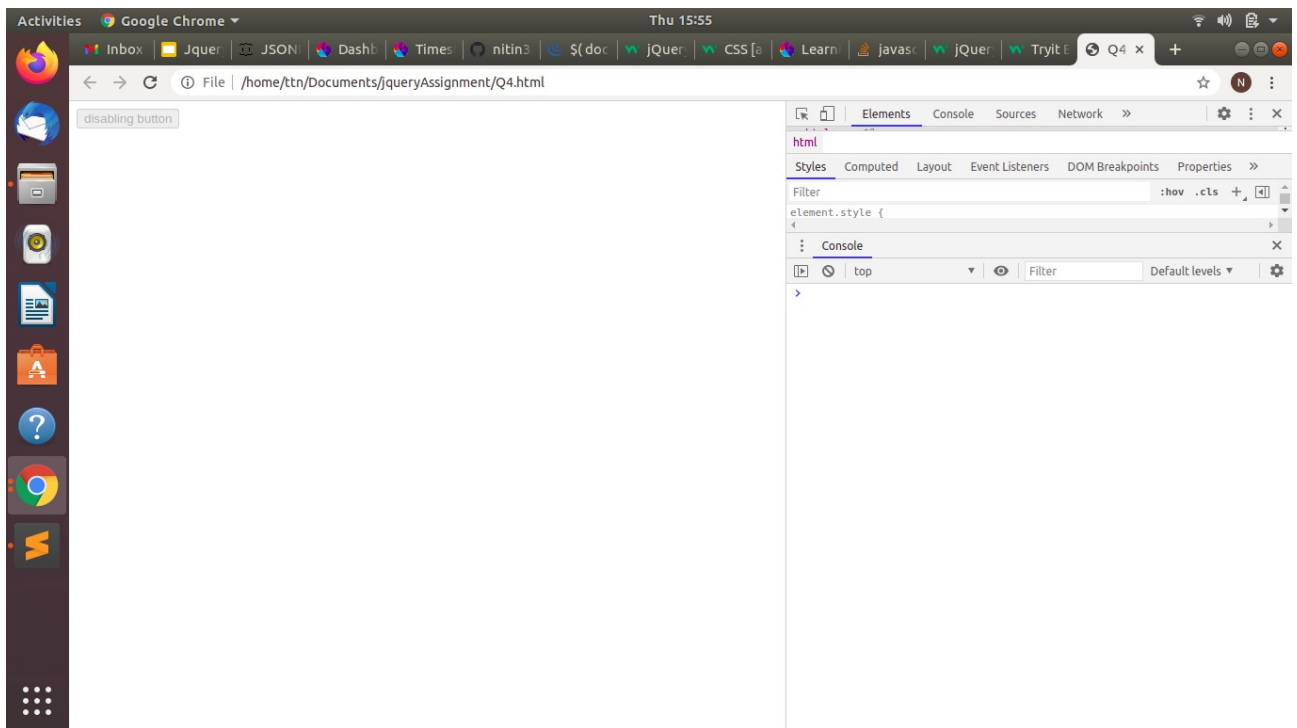 Activities Google Chrome ▾ Thu 15:55
Inbox Jquer JSON Dashb Times nitin3 $( doc jQuer CSS [a Learn javasc jQuer Tryit E Q4 × +
File /home/ttn/Documents/jqueryAssignment/Q4.html N
disabling button
Elements Console Sources Network »
html
Styles Computed Layout Event Listeners DOM Breakpoints Properties »
Filter :hov .cls +
element.style {
Console
top Filter Default levels ▼
>